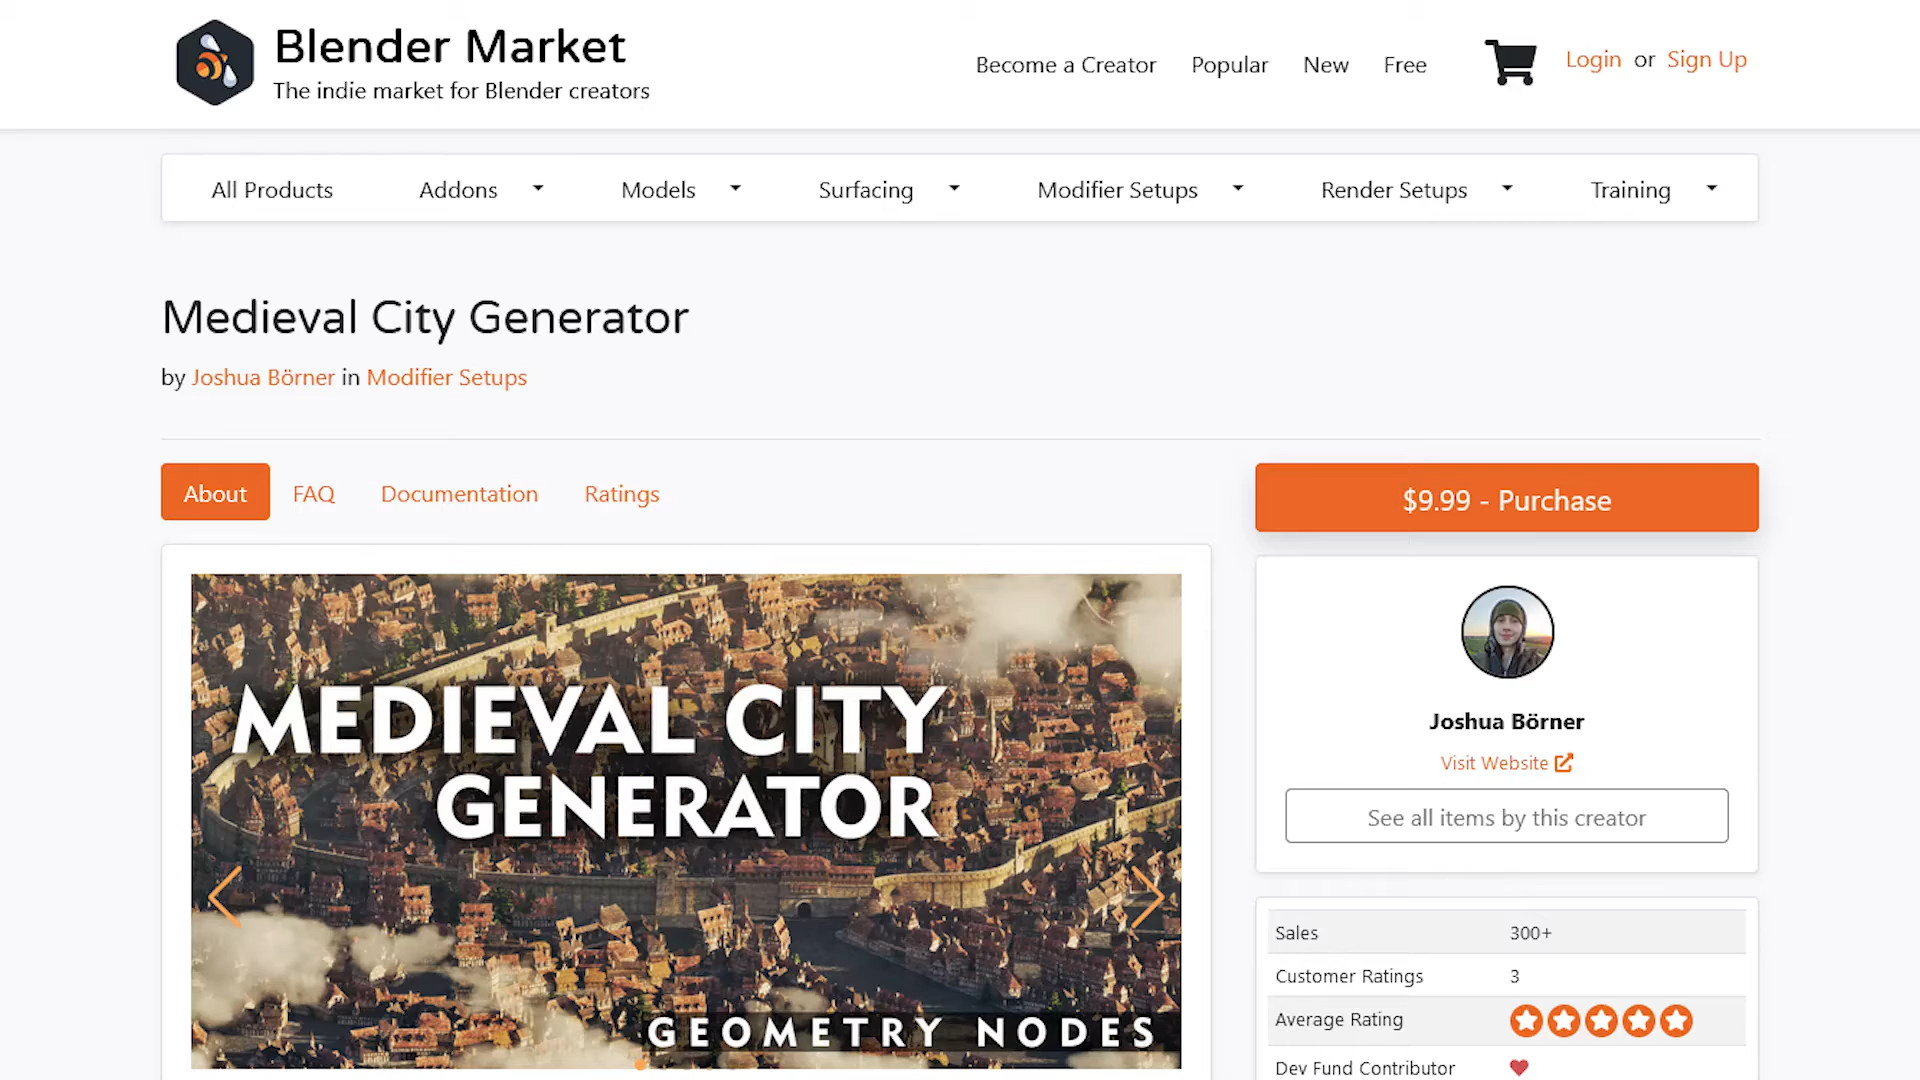 Blender Market
The indie market for Blender creators
Become a Creator Popular New Free Login or Sign Up
All Products Addons Models Surfacing Modifier Setups Render Setups Training
Medieval City Generator
by Joshua Börner in Modifier Setups
About FAQ Documentation Ratings
$9.99 - Purchase
MEDIEVAL CITY
GENERATOR
GEOMETRY NODES
Joshua Börner
Visit Website
See all items by this creator
Sales 300+
Customer Ratings 3
Average Rating
Dev Fund Contributor